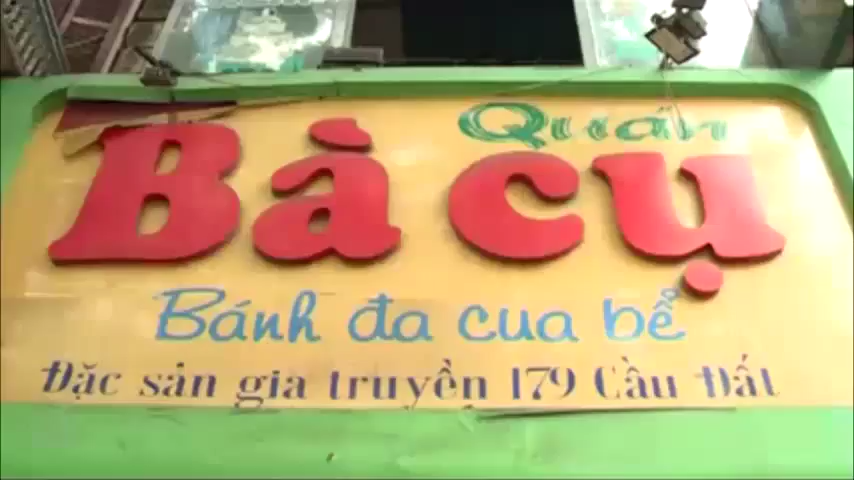 Quán
Bà cụ
Bánh đa cua bể
Đặc sản gia truyền 179 Cầu Đất